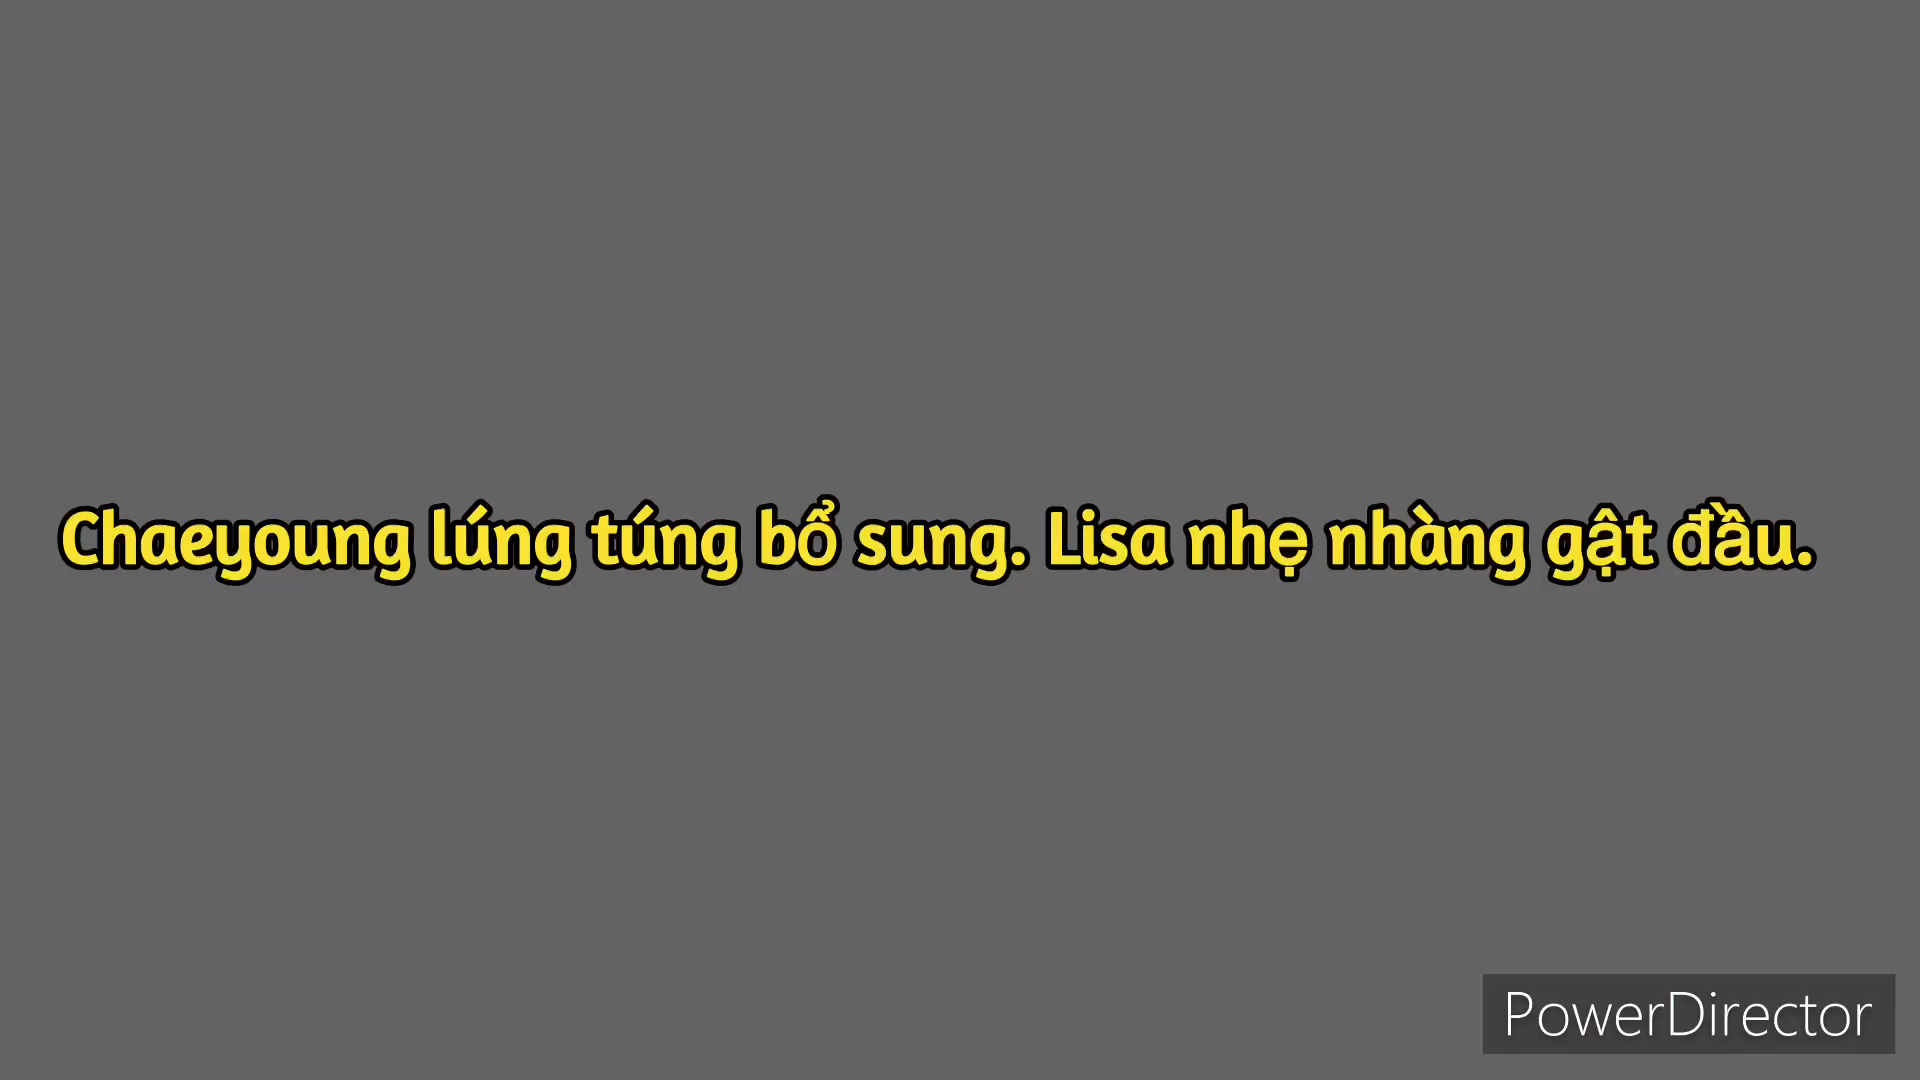 Chaeyoung lúng túng bổ sung. Lisa nhẹ nhàng gật đầu.
PowerDirector